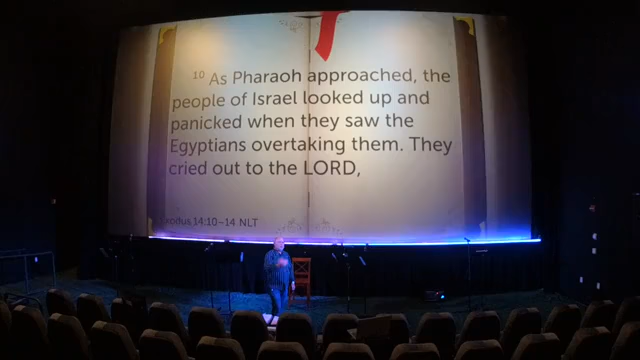 10 As Pharaoh approached, the
people of Israel looked up and
panicked when they saw the
Egyptians overtaking them. They
cried out to the LORD,
Exodus 14:10–14 NLT